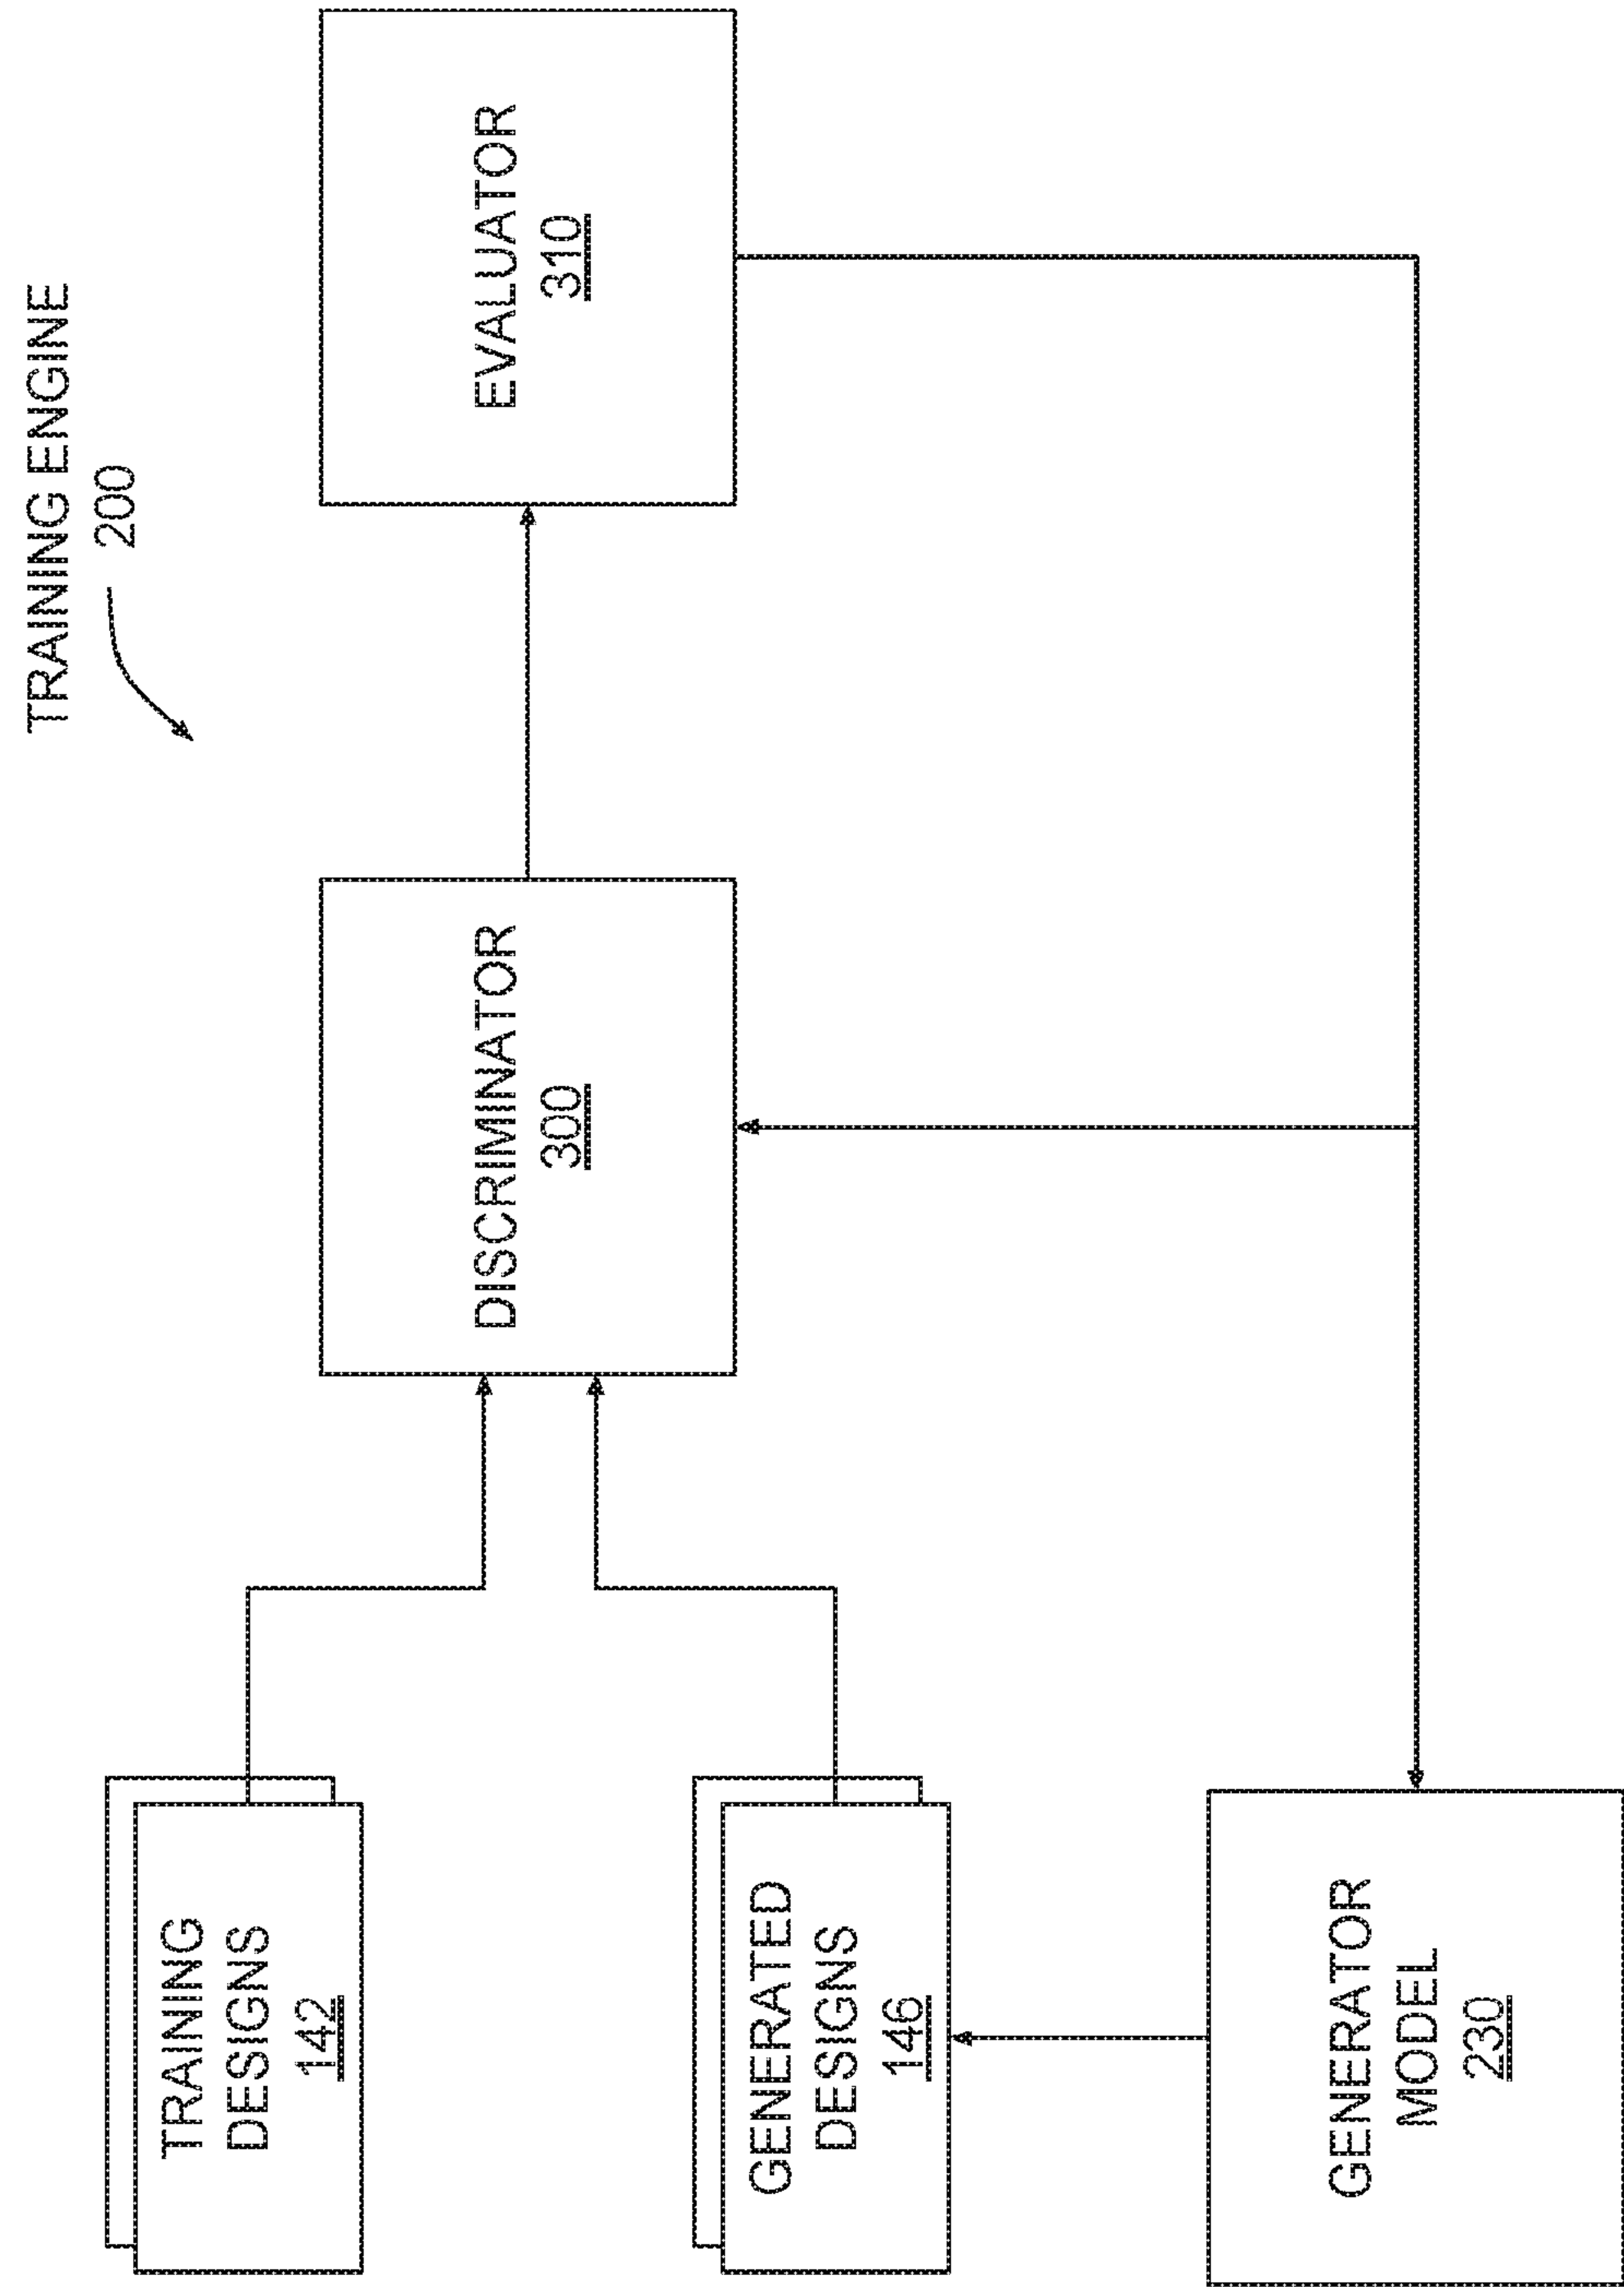 TRAINING ENGINE
200
TRAINING
DESIGNS
142
DISCRIMINATOR
300
EVALUATOR
310
GENERATED
DESIGNS
146
GENERATOR
MODEL
230